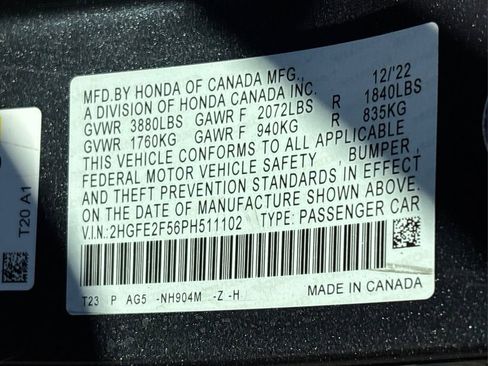 MFD.BY HONDA OF CANADA MFG., 12/'22
A DIVISION OF HONDA CANADA INC.
GVWR 3880LBS GAWR F 2072LBS R 1840LBS
GVWR 1760KG GAWR F 940KG R 835KG
THIS VEHICLE CONFORMS TO ALL APPLICABLE
FEDERAL MOTOR VEHICLE SAFETY , BUMPER ,
AND THEFT PREVENTION STANDARDS IN EFFECT
ON THE DATE OF MANUFACTURE SHOWN ABOVE.
V.I.N.:2HGFE2F56PH511102 TYPE: PASSENGER CAR
T23 P AG5 -NH904M -Z -H MADE IN CANADA
T20 A1